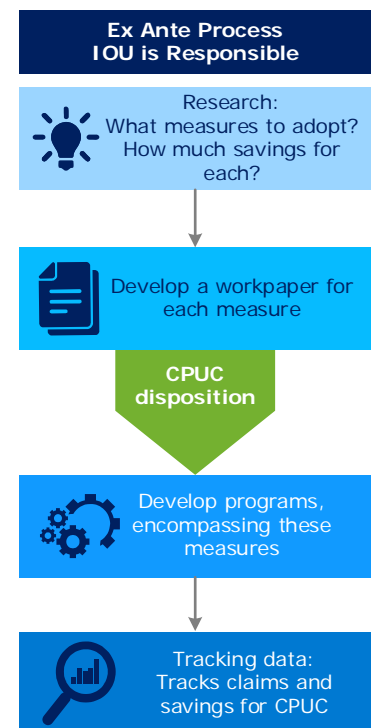 Ex Ante Process
IOU is Responsible
Research:
What measures to adopt?
How much savings for
each?
Develop a workpaper for
each measure
CPUC
disposition
Develop programs,
encompassing these
measures
Tracking data:
Tracks claims and
savings for CPUC